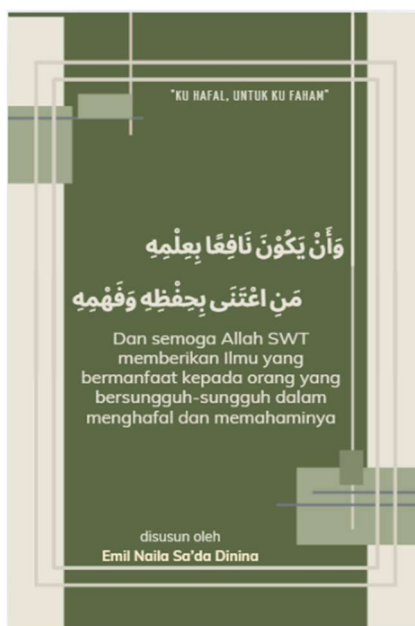 "KU HAFAL, UNTUK KU FAHAM"
وَأَنْ يَكُوْنَ نَافِعًا بِعِلْمِهِ
مَنِ اعْتَنَى بِحِفْظِهِ وَفَهْمِهِ
Dan semoga Allah SWT
memberikan Ilmu yang
bermanfaat kepada orang yang
bersungguh-sungguh dalam
menghafal dan memahaminya
disusun oleh
Emil Naila Sa'da Dinina